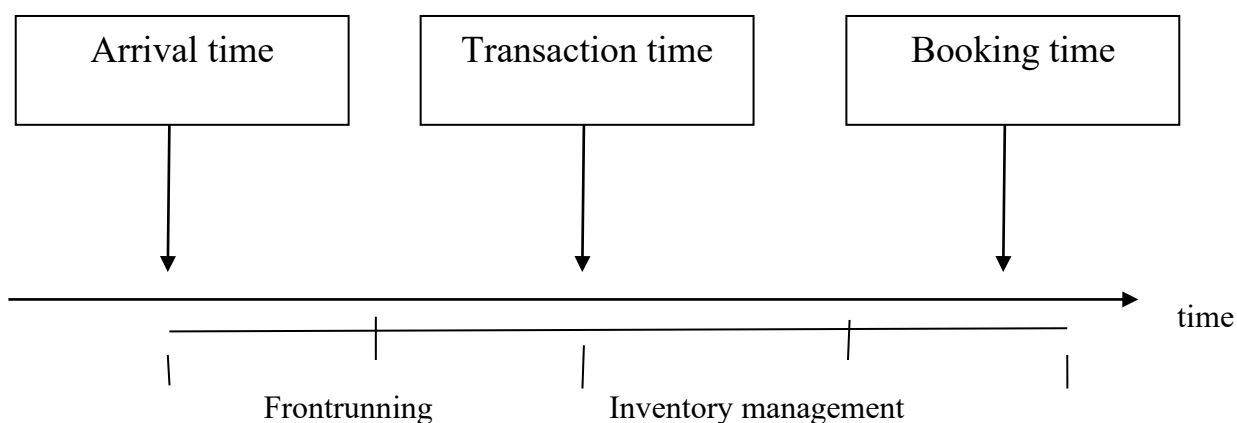 Arrival time
Transaction time
Booking time
time
Frontrunning
Inventory management